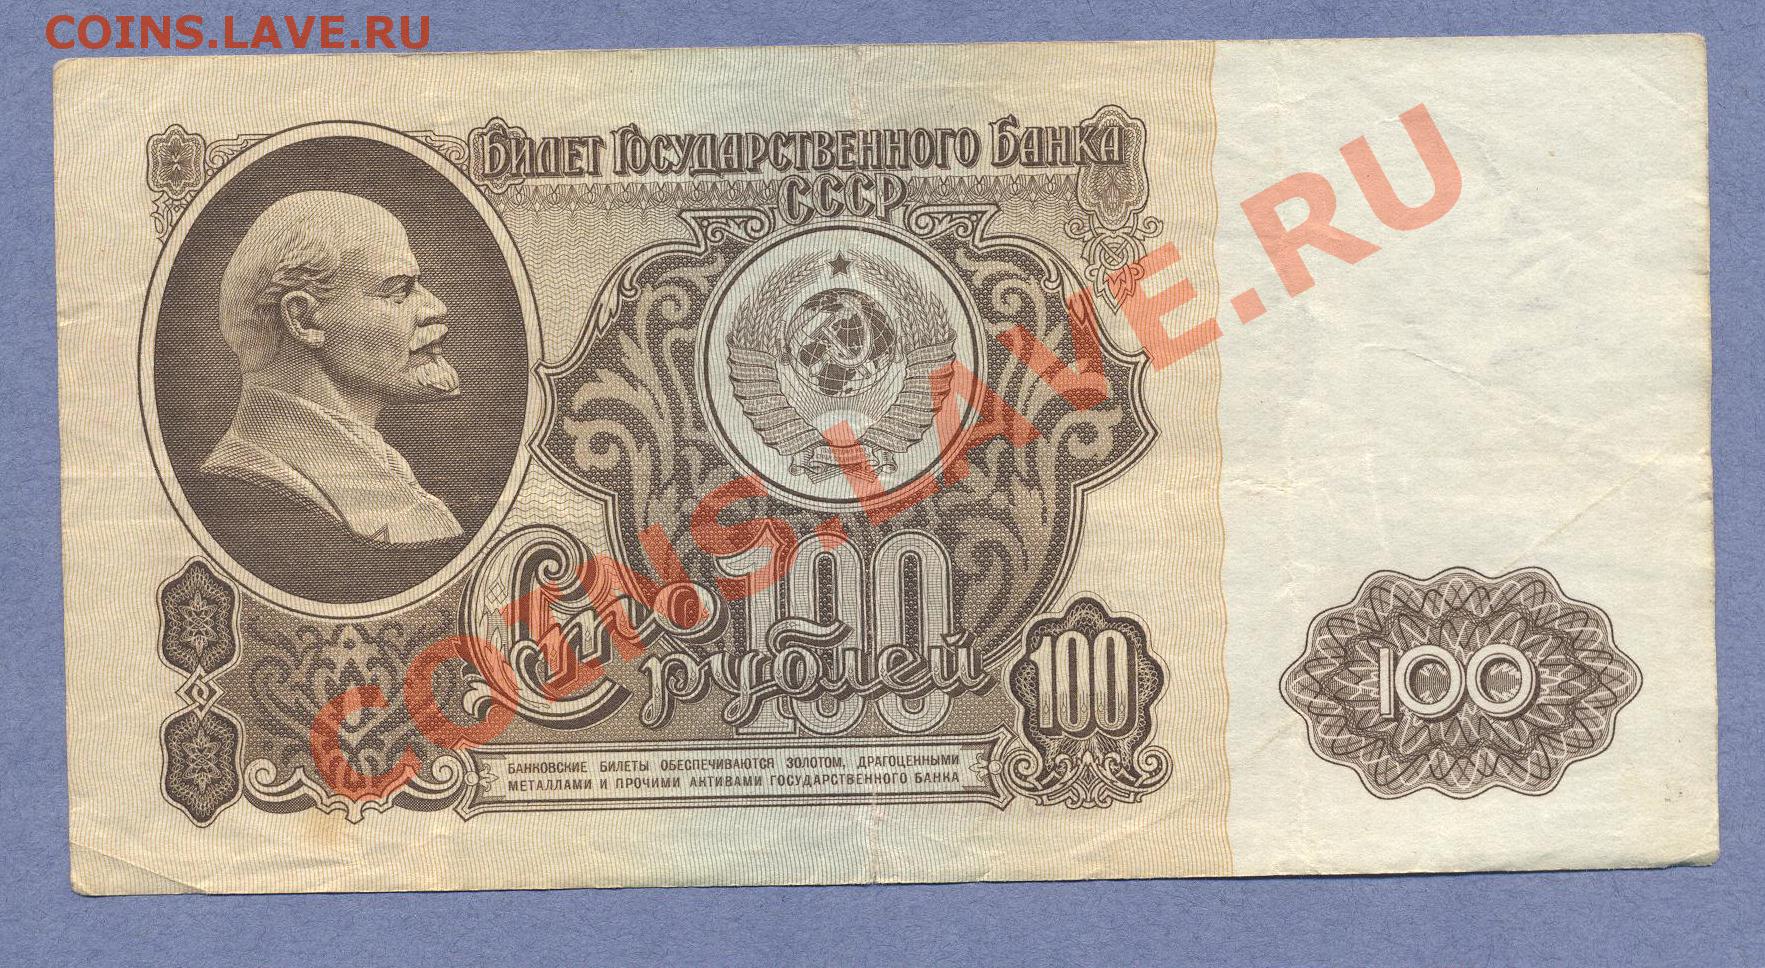 COINS.LAVE.RU
Билет Государственного Банка
СССР
COINS.LAVE.RU
100
Сто
рублей
100
100
100
БАНКОВСКИЕ БИЛЕТЫ ОБЕСПЕЧИВАЮТСЯ ЗОЛОТОМ, ДРАГОЦЕННЫМИ
МЕТАЛЛАМИ И ПРОЧИМИ АКТИВАМИ ГОСУДАРСТВЕННОГО БАНКА